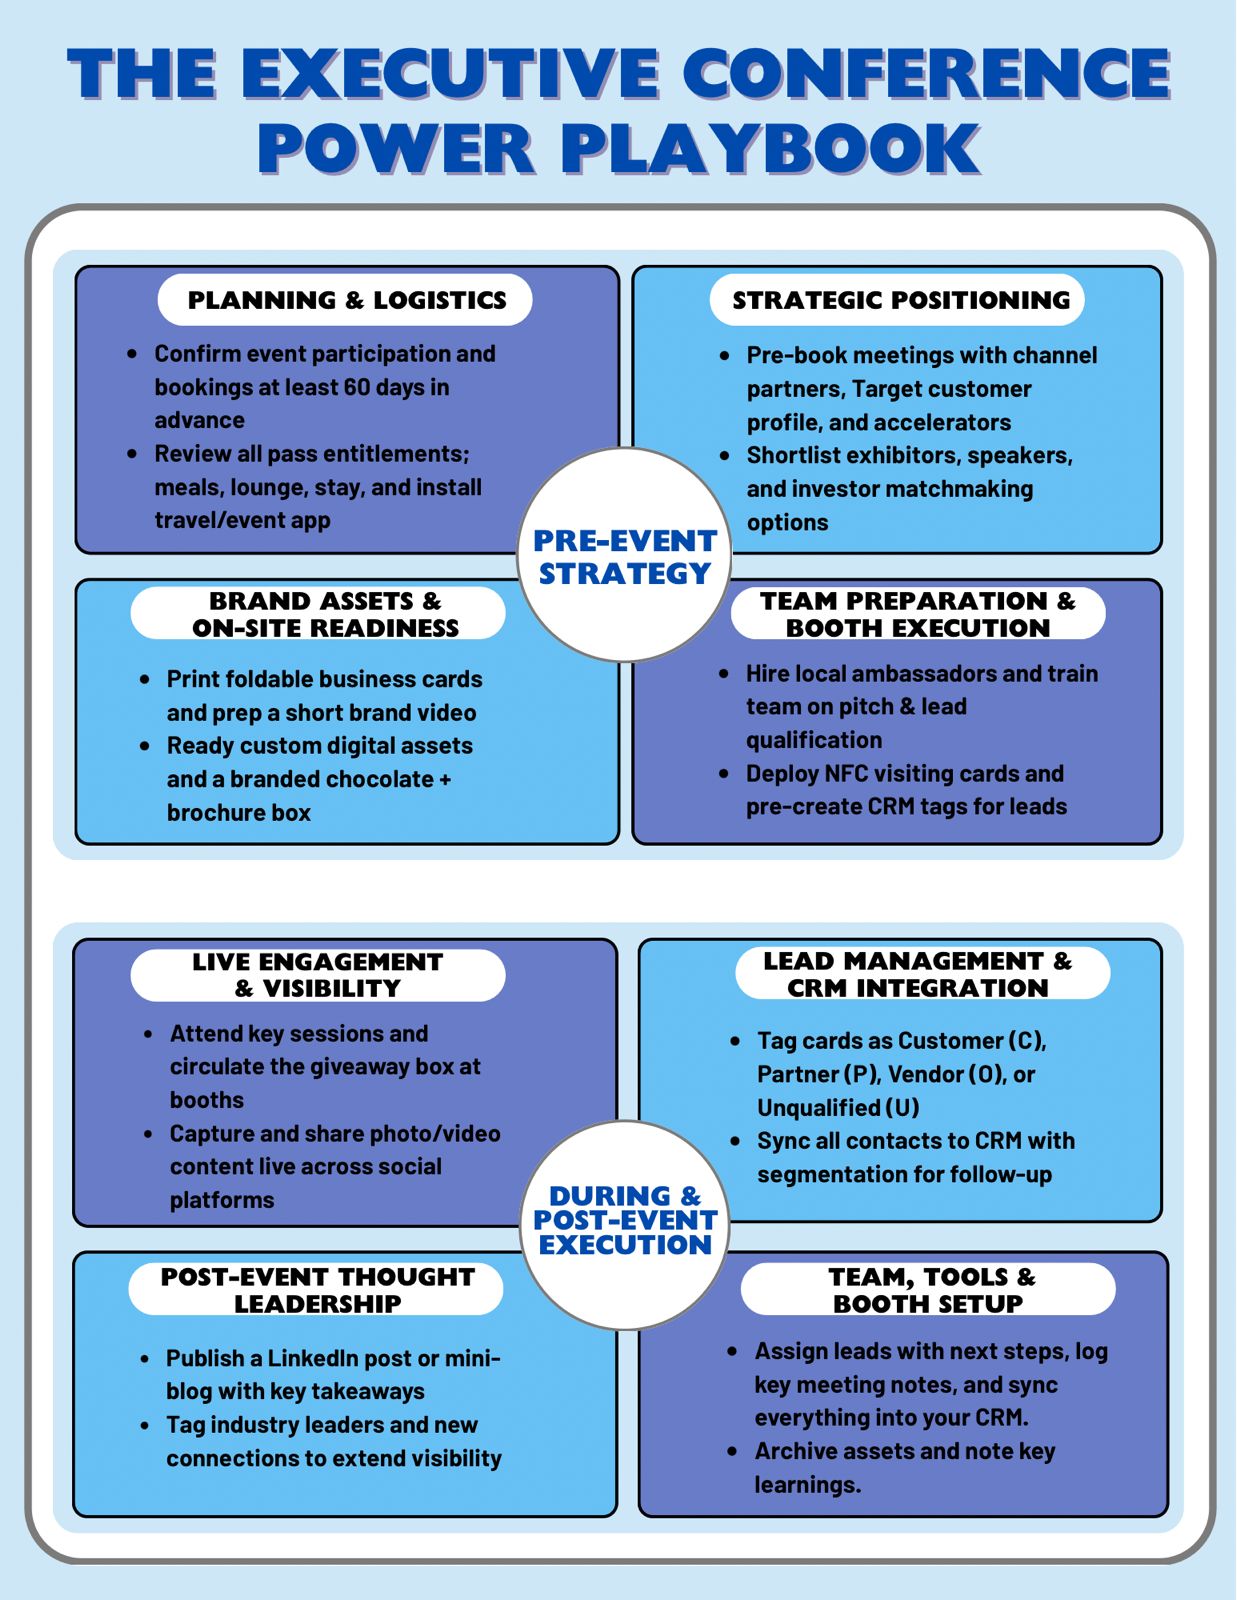 THE EXECUTIVE CONFERENCE
POWER PLAYBOOK
PLANNING & LOGISTICS
• Confirm event participation and
bookings at least 60 days in
advance
• Review all pass entitlements;
meals, lounge, stay, and install
travel/event app
STRATEGIC POSITIONING
• Pre-book meetings with channel
partners, Target customer
profile, and accelerators
• Shortlist exhibitors, speakers,
and investor matchmaking
options
PRE-EVENT
STRATEGY
BRAND ASSETS &
ON-SITE READINESS
• Print foldable business cards
and prep a short brand video
• Ready custom digital assets
and a branded chocolate +
brochure box
TEAM PREPARATION &
BOOTH EXECUTION
• Hire local ambassadors and train
team on pitch & lead
qualification
• Deploy NFC visiting cards and
pre-create CRM tags for leads
LIVE ENGAGEMENT
& VISIBILITY
• Attend key sessions and
circulate the giveaway box at
booths
• Capture and share photo/video
content live across social
platforms
LEAD MANAGEMENT &
CRM INTEGRATION
• Tag cards as Customer (C),
Partner (P), Vendor (O), or
Unqualified (U)
• Sync all contacts to CRM with
segmentation for follow-up
DURING &
POST-EVENT
EXECUTION
POST-EVENT THOUGHT
LEADERSHIP
• Publish a LinkedIn post or mini-
blog with key takeaways
• Tag industry leaders and new
connections to extend visibility
TEAM, TOOLS &
BOOTH SETUP
• Assign leads with next steps, log
key meeting notes, and sync
everything into your CRM.
• Archive assets and note key
learnings.